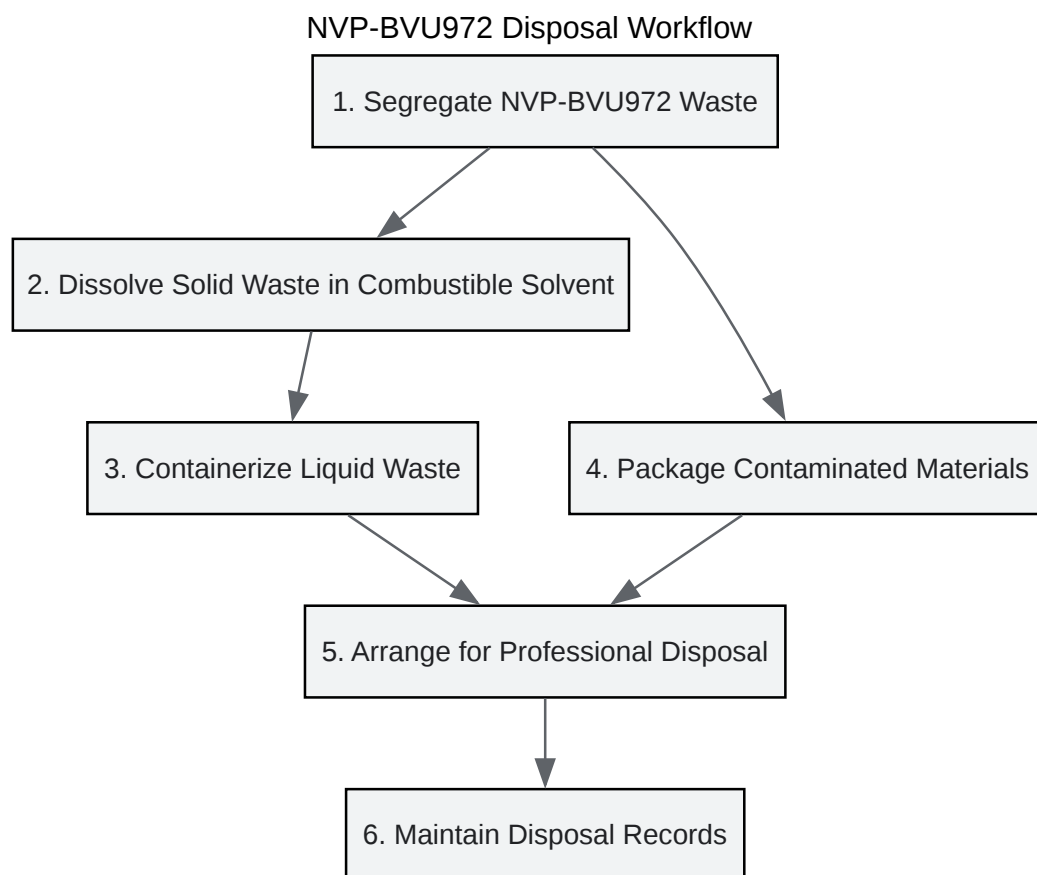 NVP-BVU972 Disposal Workflow
1. Segregate NVP-BVU972 Waste
2. Dissolve Solid Waste in Combustible Solvent
3. Containerize Liquid Waste
4. Package Contaminated Materials
5. Arrange for Professional Disposal
6. Maintain Disposal Records